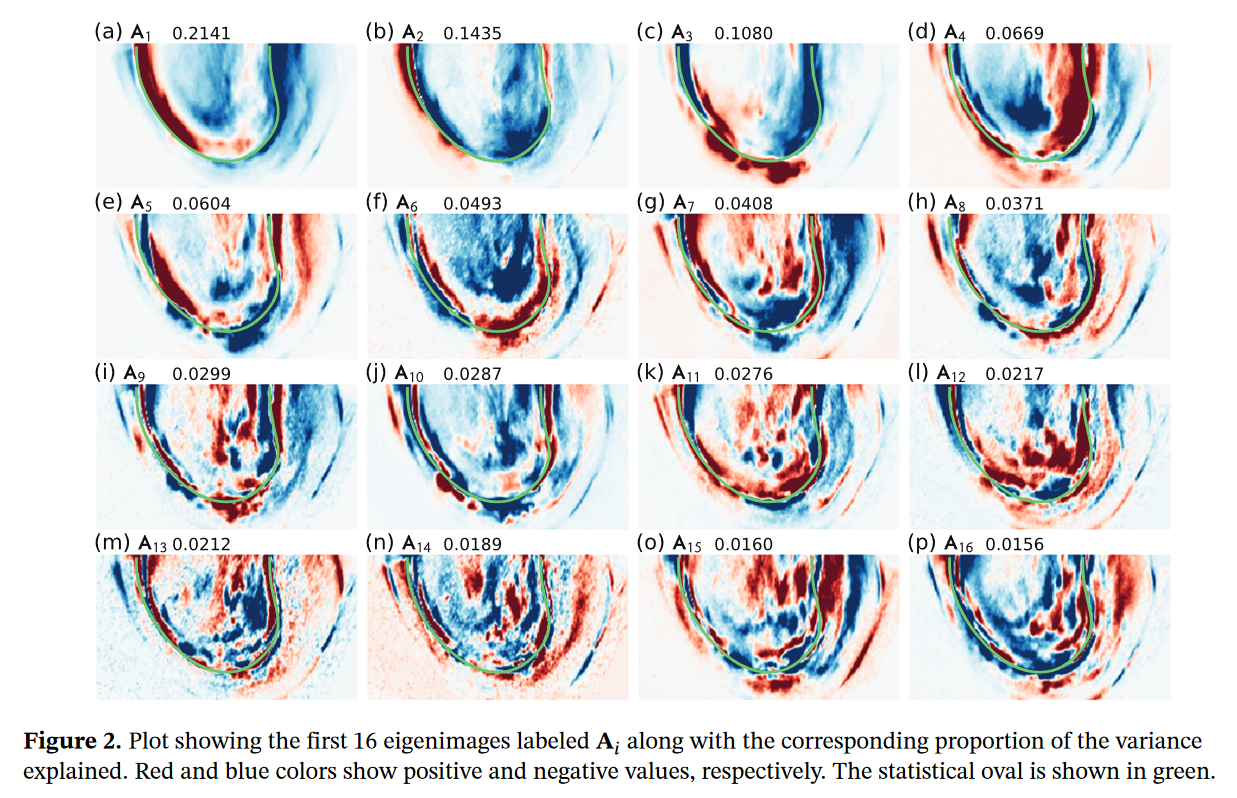 (a) A₁ 0.2141 (b) A₂ 0.1435 (c) A₃ 0.1080 (d) A₄ 0.0669
(e) A₅ 0.0604 (f) A₆ 0.0493 (g) A₇ 0.0408 (h) A₈ 0.0371
(i) A₉ 0.0299 (j) A₁₀ 0.0287 (k) A₁₁ 0.0276 (l) A₁₂ 0.0217
(m) A₁₃ 0.0212 (n) A₁₄ 0.0189 (o) A₁₅ 0.0160 (p) A₁₆ 0.0156
Figure 2. Plot showing the first 16 eigenimages labeled Aᵢ along with the corresponding proportion of the variance
explained. Red and blue colors show positive and negative values, respectively. The statistical oval is shown in green.